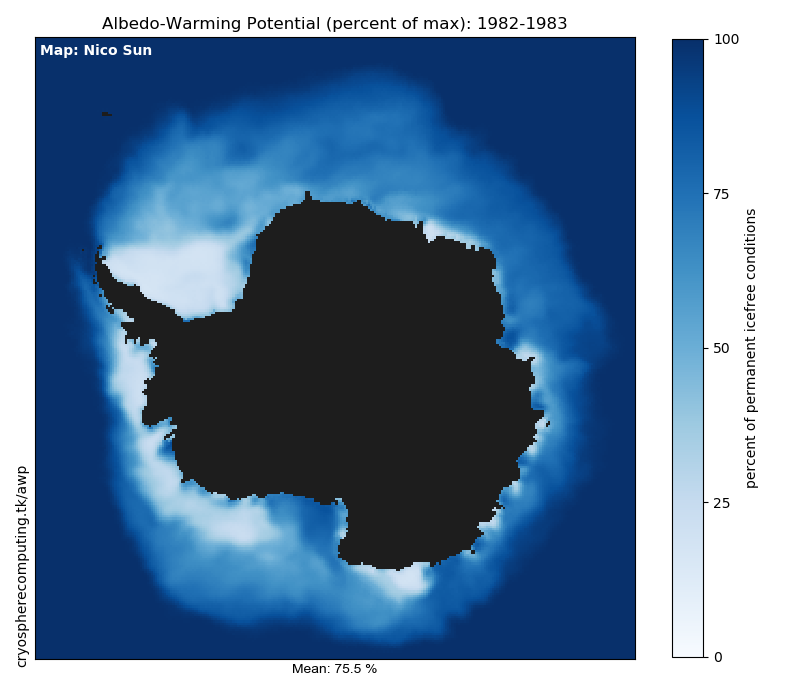 Albedo-Warming Potential (percent of max): 1982-1983
Map: Nico Sun
100
75
50
25
0
percent of permanent icefree conditions
cryospherecomputing.tk/awp
Mean: 75.5 %